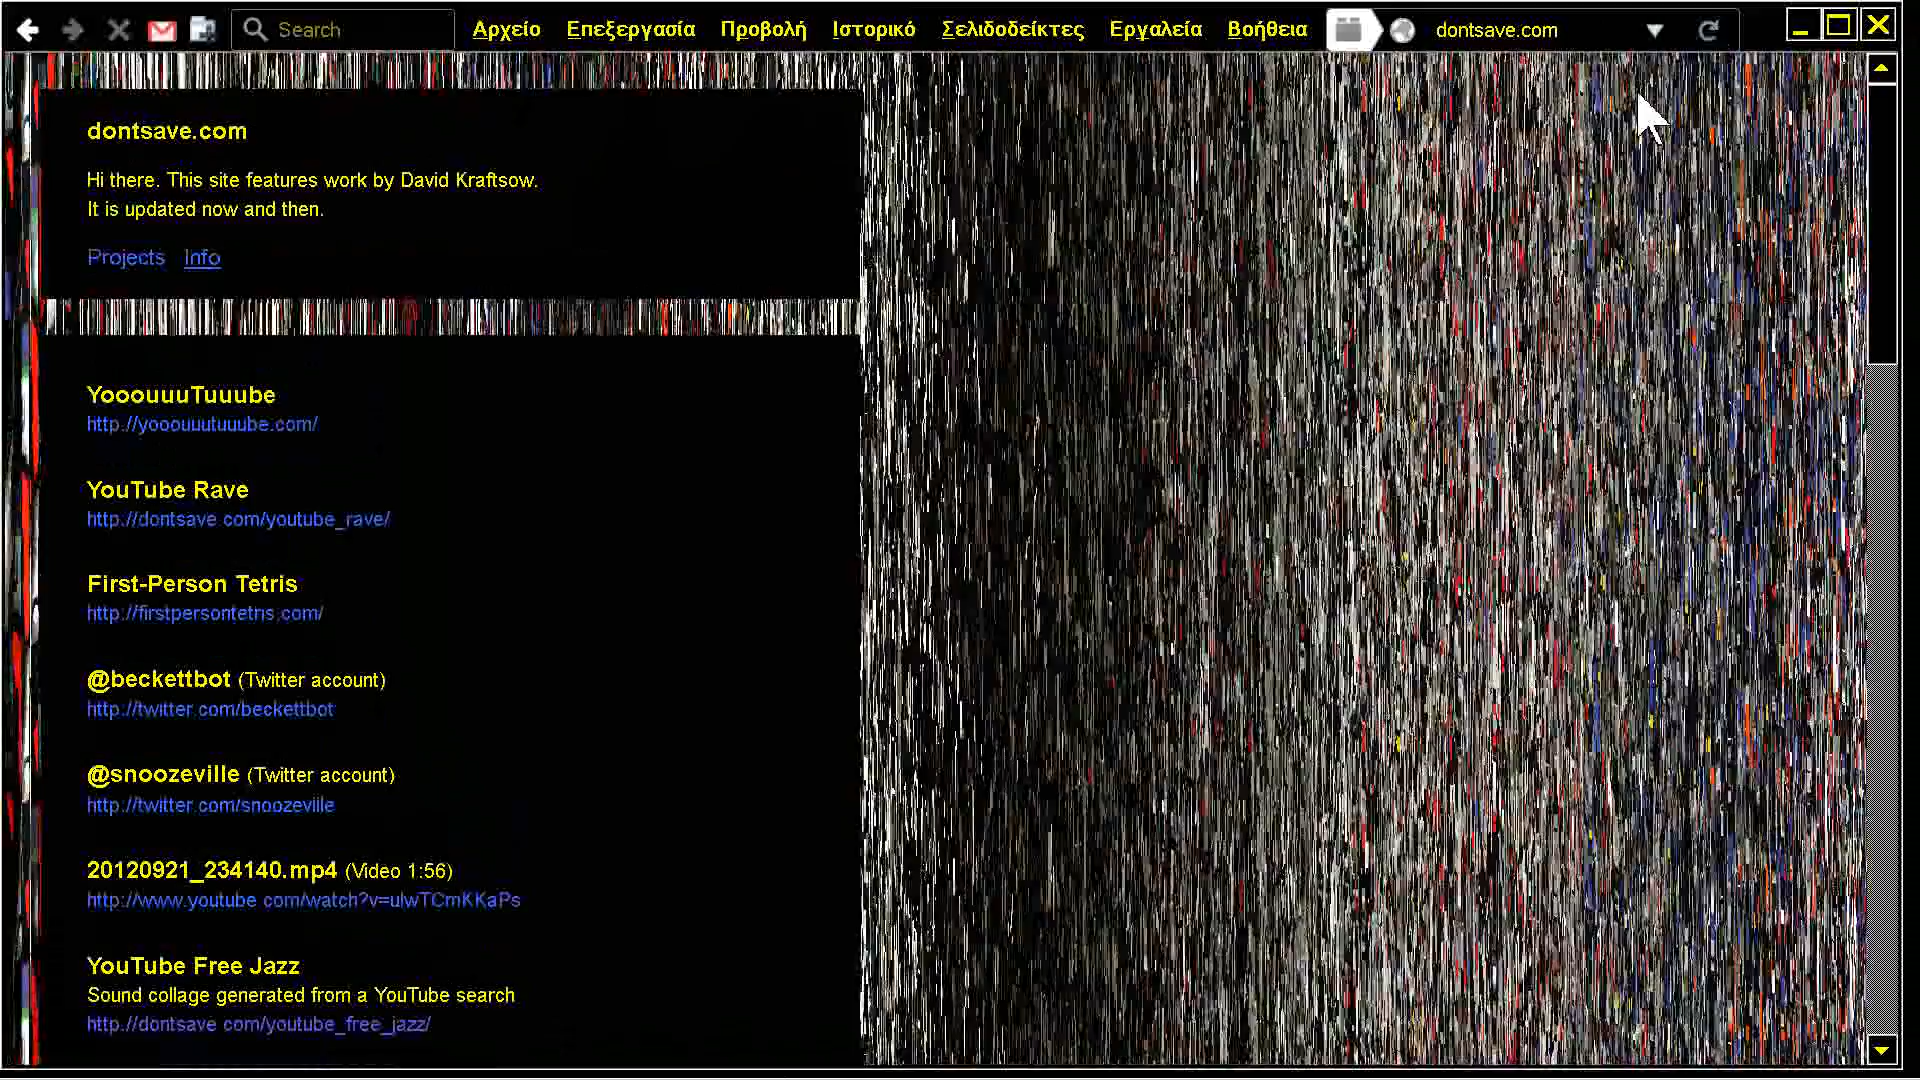 Search Αρχείο Επεξεργασία Προβολή Ιστορικό Σελιδοδείκτες Εργαλεία Βοήθεια dontsave.com
dontsave.com
Hi there. This site features work by David Kraftsow.
It is updated now and then.
Projects Info
YooouuuTuuube
http://yooouuutuuube.com/
YouTube Rave
http://dontsave.com/youtube_rave/
First-Person Tetris
http://firstpersontetris.com/
@beckettbot (Twitter account)
http://twitter.com/beckettbot
@snoozeville (Twitter account)
http://twitter.com/snoozeville
20120921_234140.mp4 (Video 1:56)
http://www.youtube.com/watch?v=ulwTCmKKaPs
YouTube Free Jazz
Sound collage generated from a YouTube search
http://dontsave.com/youtube_free_jazz/